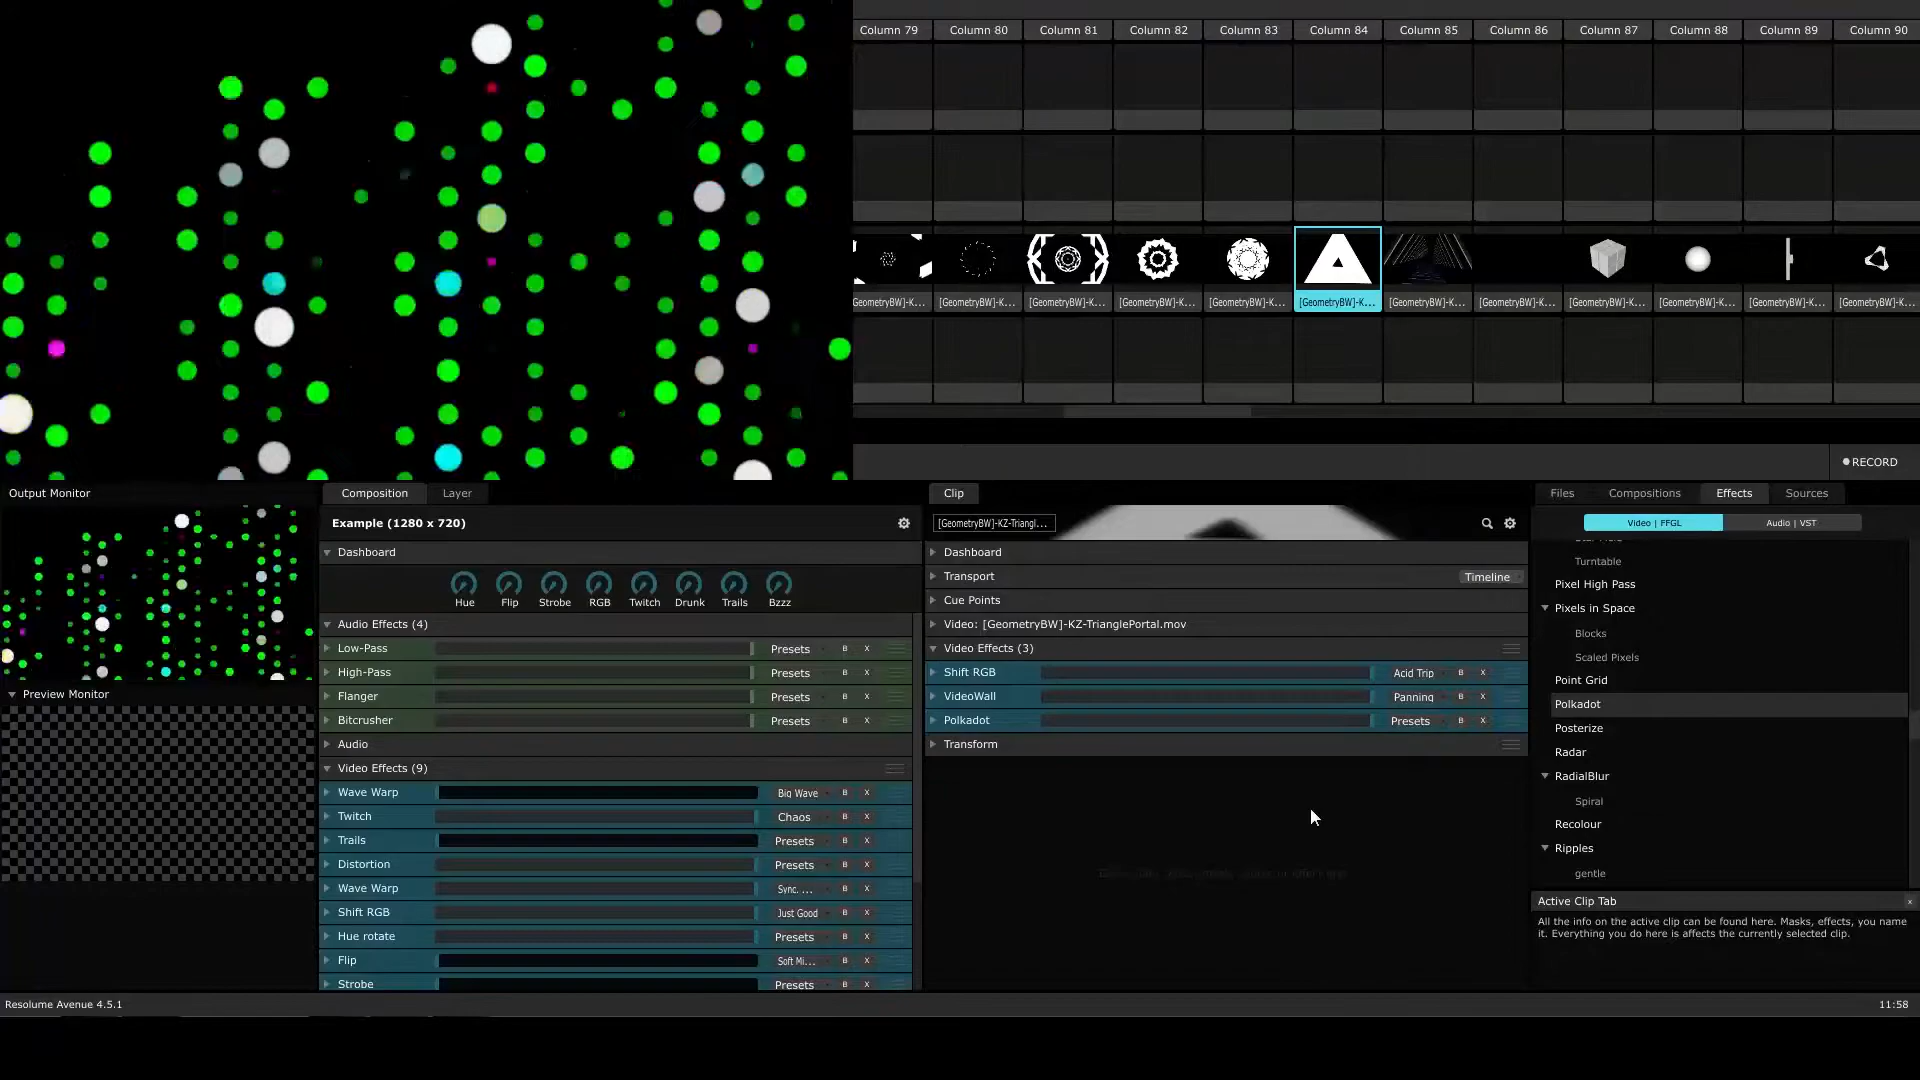 Column 79 Column 80 Column 81 Column 82 Column 83 Column 84 Column 85 Column 86 Column 87 Column 88 Column 89 Column 90
[GeometryBW]-K... [GeometryBW]-K... [GeometryBW]-K... [GeometryBW]-K... [GeometryBW]-K... [GeometryBW]-K... [GeometryBW]-K... [GeometryBW]-K... [GeometryBW]-K... [GeometryBW]-K... [GeometryBW]-K... [GeometryBW]-K...
RECORD
Output Monitor
Preview Monitor
Composition Layer
Example (1280 x 720)
Dashboard
Hue Flip Strobe RGB Twitch Drunk Trails Bzzz
Audio Effects (4)
Low-Pass Presets B X
High-Pass Presets B X
Flanger Presets B X
Bitcrusher Presets B X
Audio
Video Effects (9)
Wave Warp Big Wave B X
Twitch Chaos B X
Trails Presets B X
Distortion Presets B X
Wave Warp Sync. ... B X
Shift RGB Just Good B X
Hue rotate Presets B X
Flip Soft Mi... B X
Strobe Presets B X
Clip
[GeometryBW]-KZ-Triangl...
Dashboard
Transport Timeline
Cue Points
Video: [GeometryBW]-KZ-TrianglePortal.mov
Video Effects (3)
Shift RGB Acid Trip B X
VideoWall Panning B X
Polkadot Presets B X
Transform
Files Compositions Effects Sources
Video | FFGL Audio | VST
Turntable
Pixel High Pass
Pixels in Space
Blocks
Scaled Pixels
Point Grid
Polkadot
Posterize
Radar
RadialBlur
Spiral
Recolour
Ripples
gentle
Active Clip Tab x
All the info on the active clip can be found here. Masks, effects, you name
it. Everything you do here is affects the currently selected clip.
Resolume Avenue 4.5.1
11:58